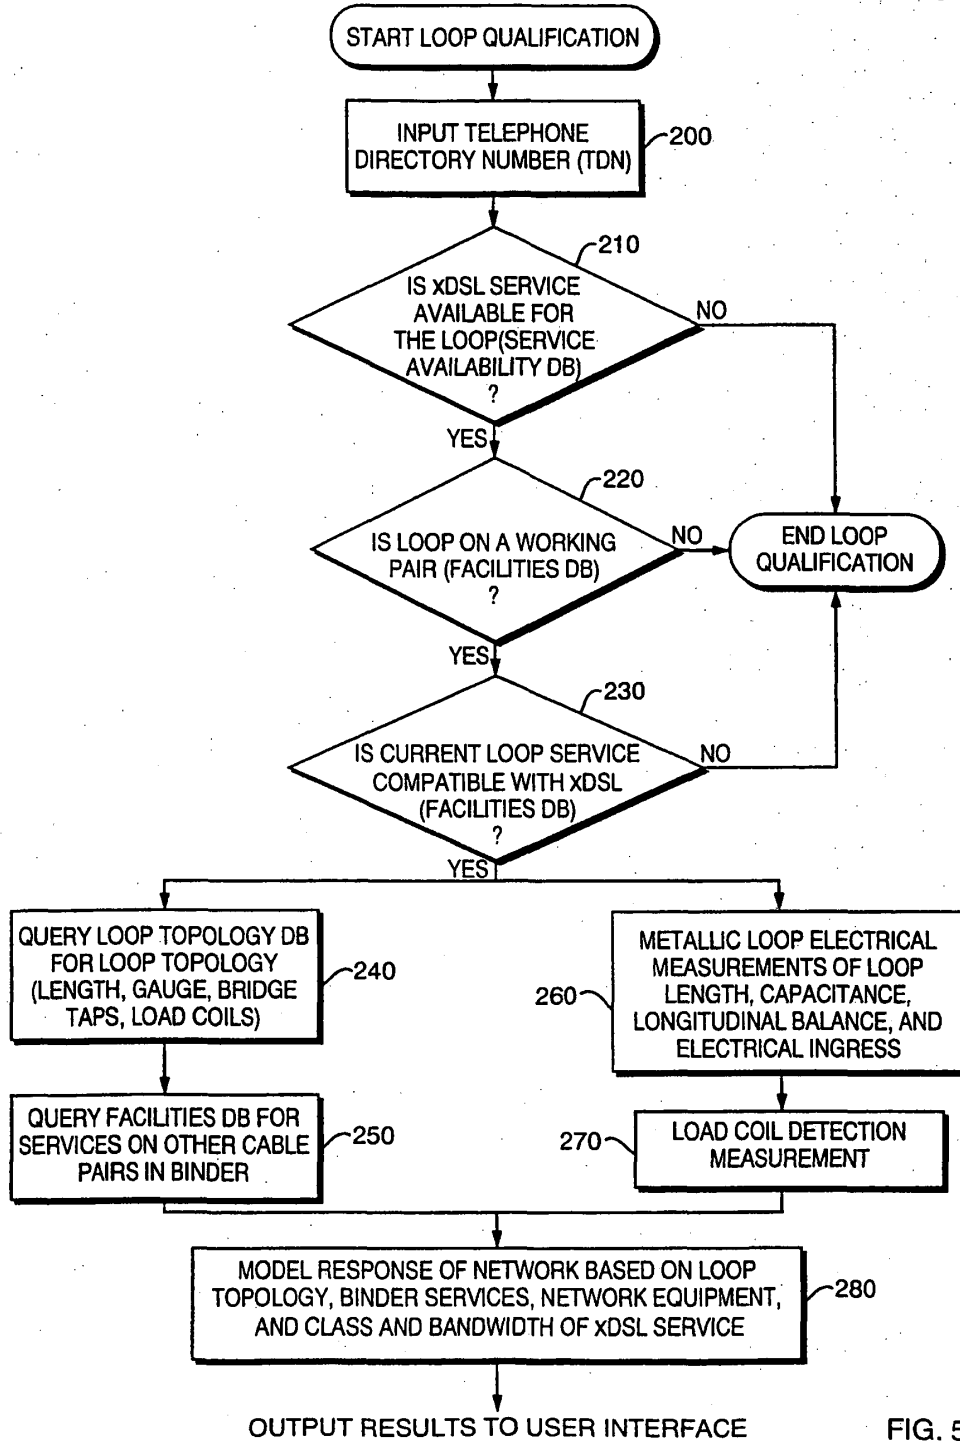 START LOOP QUALIFICATION
INPUT TELEPHONE
DIRECTORY NUMBER (TDN)
200
210
IS xDSL SERVICE
AVAILABLE FOR
THE LOOP(SERVICE
AVAILABILITY DB)
?
NO
YES
220
IS LOOP ON A WORKING
PAIR (FACILITIES DB)
?
NO
END LOOP
QUALIFICATION
YES
230
IS CURRENT LOOP SERVICE
COMPATIBLE WITH xDSL
(FACILITIES DB)
?
NO
YES
QUERY LOOP TOPOLOGY DB
FOR LOOP TOPOLOGY
(LENGTH, GAUGE, BRIDGE
TAPS, LOAD COILS)
240
METALLIC LOOP ELECTRICAL
MEASUREMENTS OF LOOP
LENGTH, CAPACITANCE,
LONGITUDINAL BALANCE, AND
ELECTRICAL INGRESS
260
QUERY FACILITIES DB FOR
SERVICES ON OTHER CABLE
PAIRS IN BINDER
250
270
LOAD COIL DETECTION
MEASUREMENT
MODEL RESPONSE OF NETWORK BASED ON LOOP
TOPOLOGY, BINDER SERVICES, NETWORK EQUIPMENT,
AND CLASS AND BANDWIDTH OF xDSL SERVICE
280
OUTPUT RESULTS TO USER INTERFACE
FIG. 5